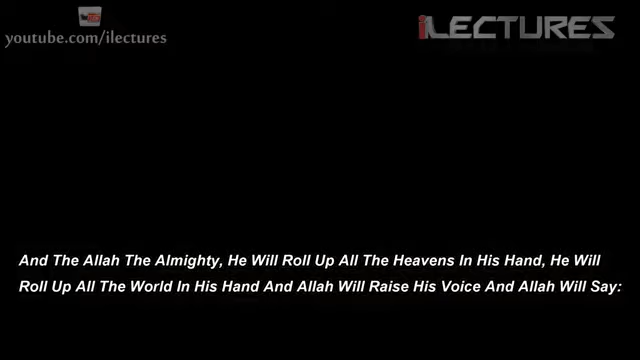 youtube.com/ilectures
iLECTURES
And The Allah The Almighty, He Will Roll Up All The Heavens In His Hand, He Will
Roll Up All The World In His Hand And Allah Will Raise His Voice And Allah Will Say: